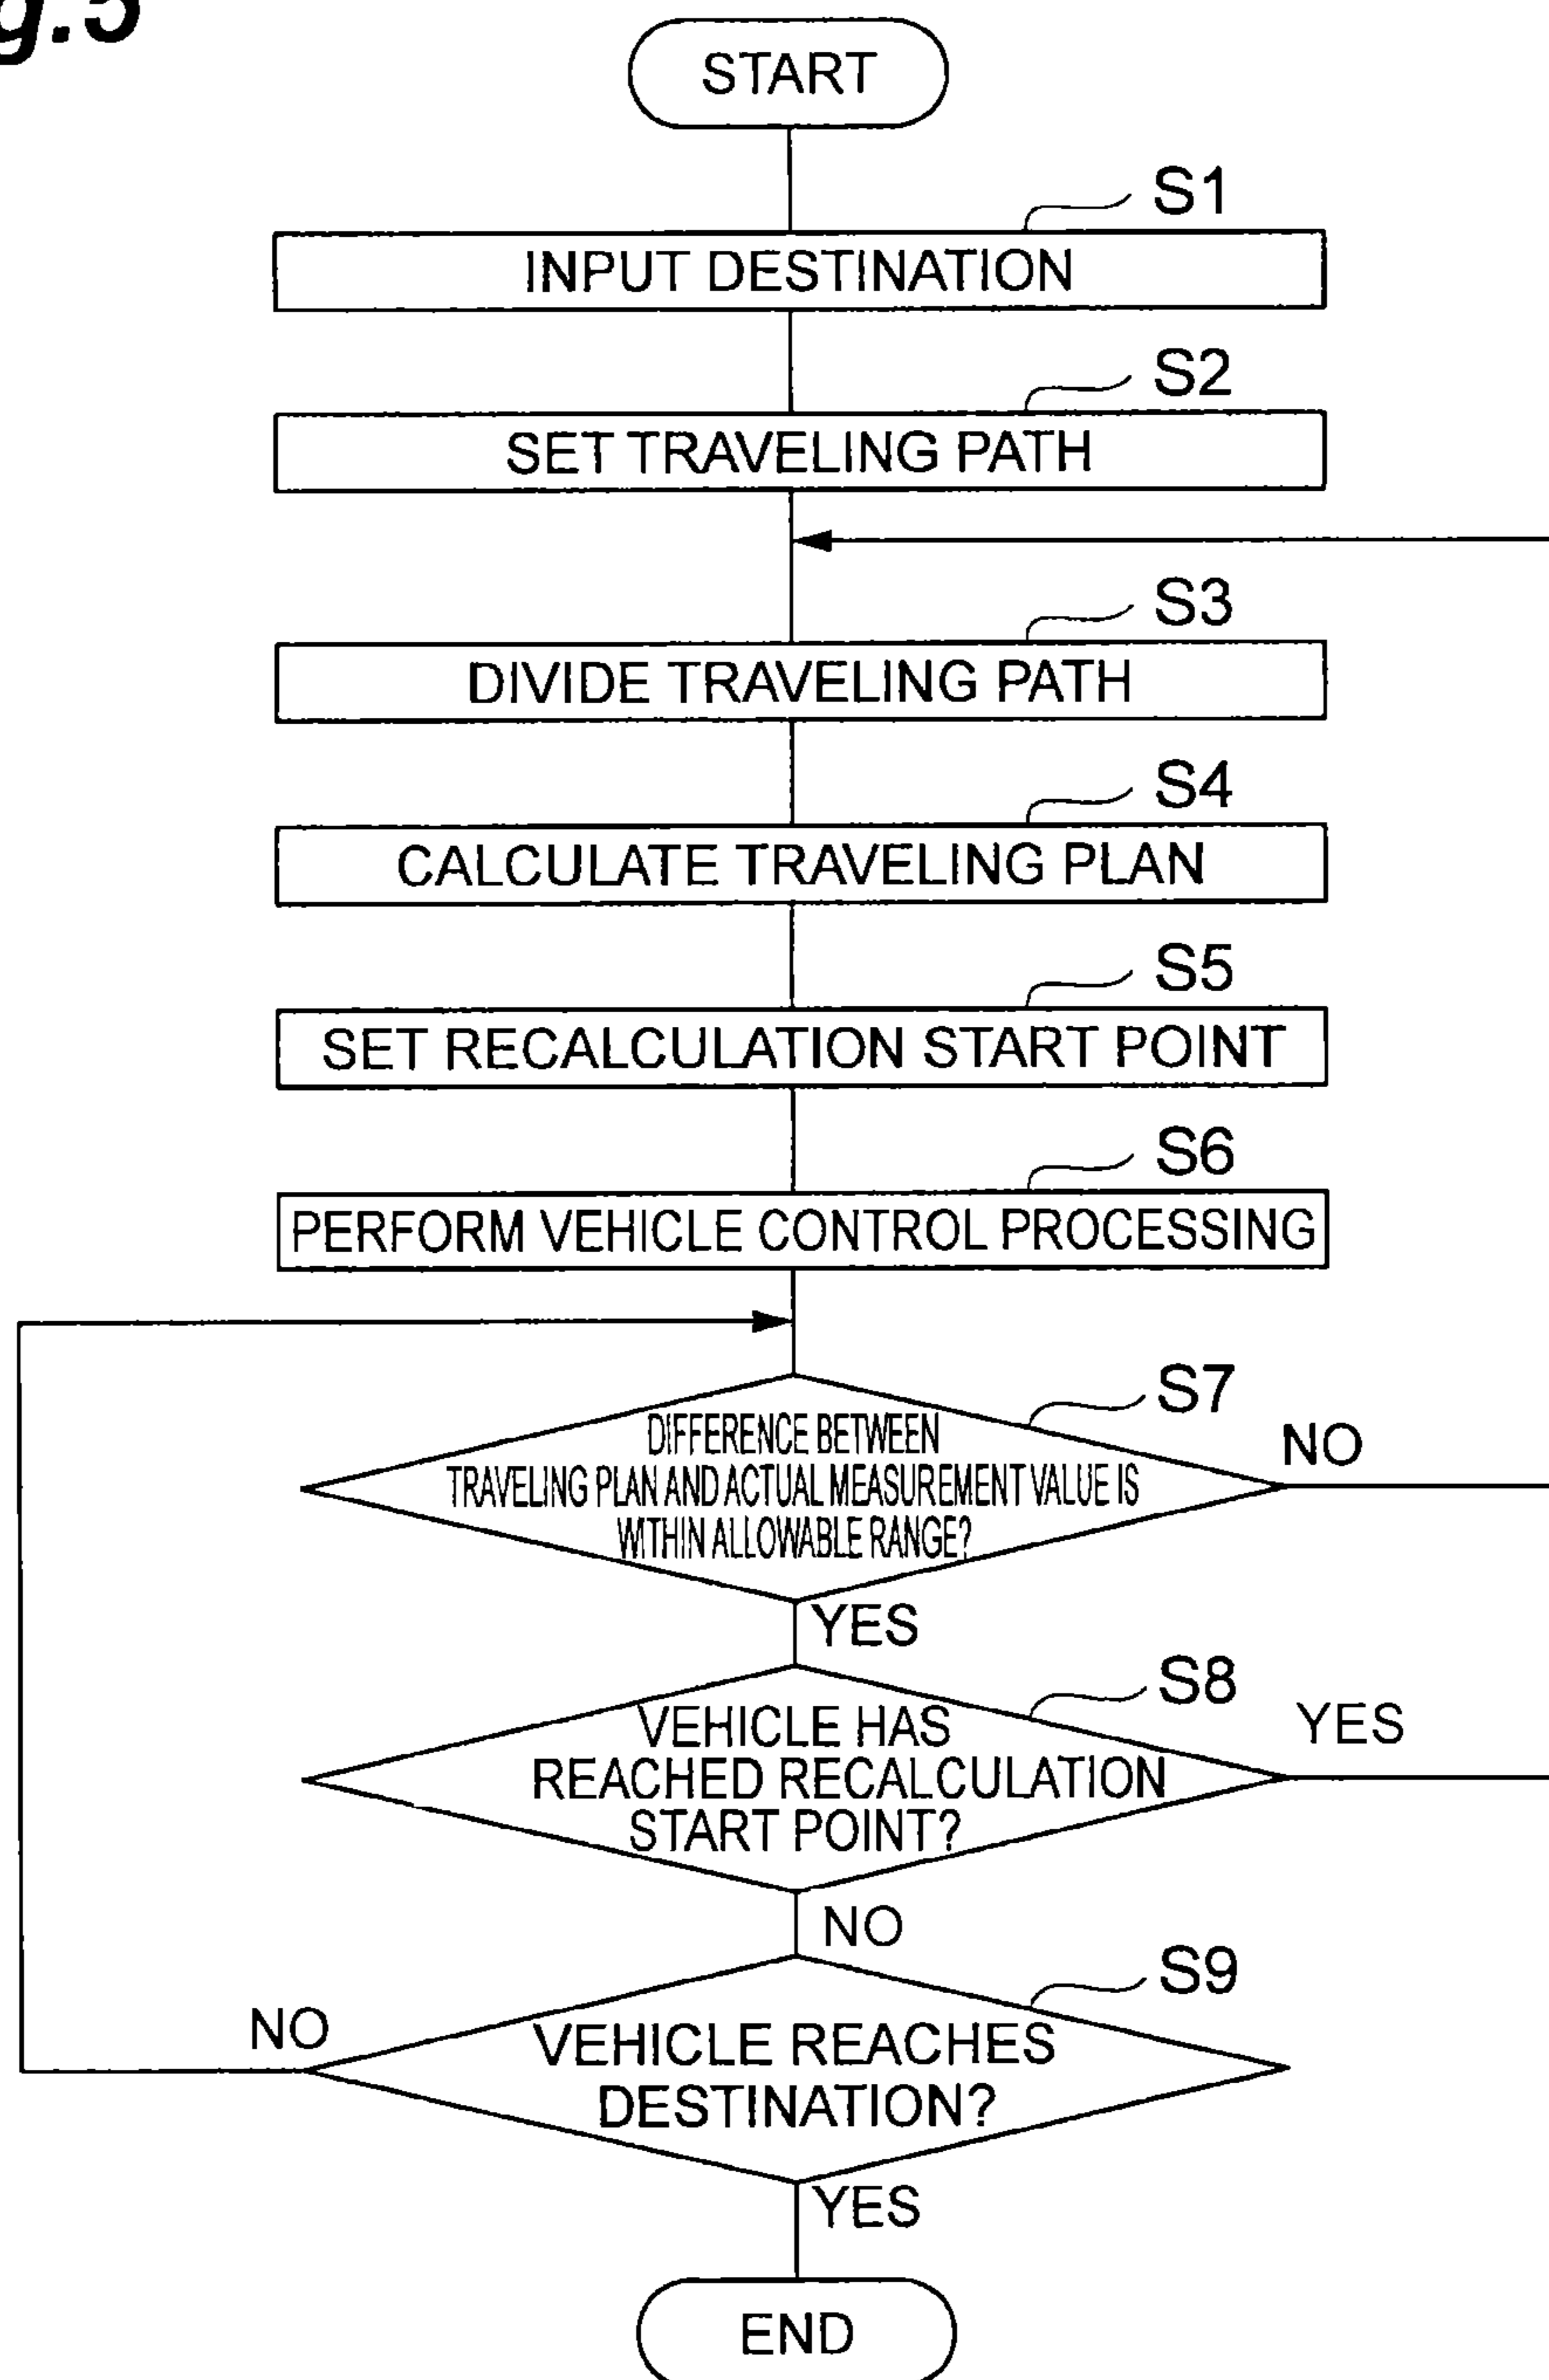 g.5
START
S1
INPUT DESTINATION
S2
SET TRAVELING PATH
S3
DIVIDE TRAVELING PATH
S4
CALCULATE TRAVELING PLAN
S5
SET RECALCULATION START POINT
S6
PERFORM VEHICLE CONTROL PROCESSING
S7
DIFFERENCE BETWEEN
TRAVELING PLAN AND ACTUAL MEASUREMENT VALUE IS
WITHIN ALLOWABLE RANGE?
NO
YES
S8
VEHICLE HAS
REACHED RECALCULATION
START POINT?
YES
NO
S9
VEHICLE REACHES
DESTINATION?
NO
YES
END